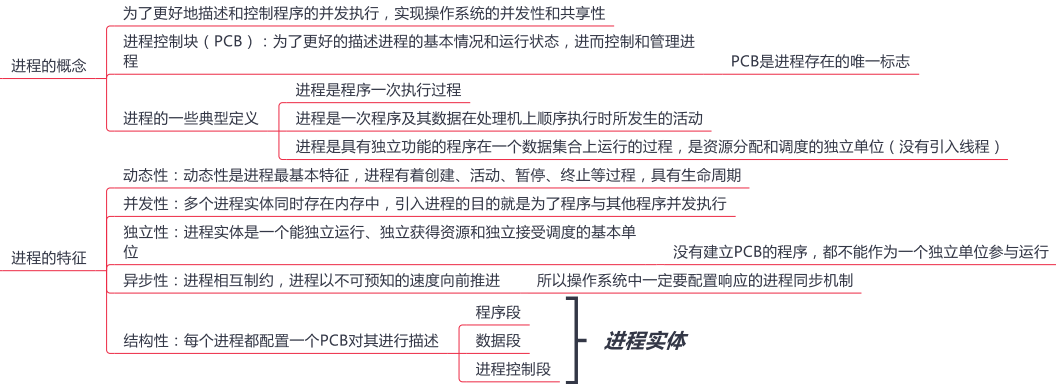 为了更好地描述和控制程序的并发执行，实现操作系统的并发性和共享性
进程控制块（PCB）：为了更好的描述进程的基本情况和运行状态，进而控制和管理进
程
PCB是进程存在的唯一标志
进程的概念
进程是程序一次执行过程
进程的一些典型定义
进程是一次程序及其数据在处理机上顺序执行时所发生的活动
进程是具有独立功能的程序在一个数据集合上运行的过程，是资源分配和调度的独立单位（没有引入线程）
动态性：动态性是进程最基本特征，进程有着创建、活动、暂停、终止等过程，具有生命周期
并发性：多个进程实体同时存在内存中，引入进程的目的就是为了程序与其他程序并发执行
独立性：进程实体是一个能独立运行、独立获得资源和独立接受调度的基本单
位
没有建立PCB的程序，都不能作为一个独立单位参与运行
进程的特征
异步性：进程相互制约，进程以不可预知的速度向前推进
所以操作系统中一定要配置响应的进程同步机制
结构性：每个进程都配置一个PCB对其进行描述
程序段
数据段
进程控制段
进程实体